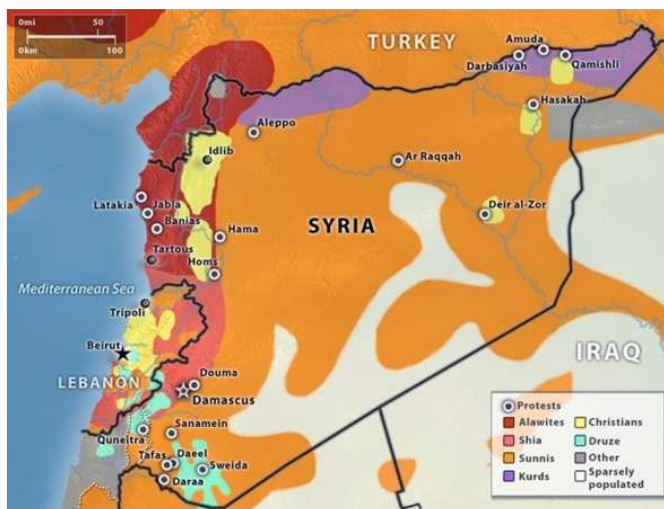 0mi 50
0km 100
TURKEY
Amuda
Darbasiyah
Qamishli
Hasakah
Aleppo
Idlib
Ar Raqqah
Latakia
Jabla
Banias
SYRIA
Deir al-Zor
Hama
Tartous
Homs
Mediterranean Sea
Tripoli
Beirut
IRAQ
LEBANON
Douma
Damascus
Quneitra
Sanamein
Tafas
Daeel
Sweida
Daraa
Protests
Alawites
Shia
Sunnis
Kurds
Christians
Druze
Other
Sparsely
populated